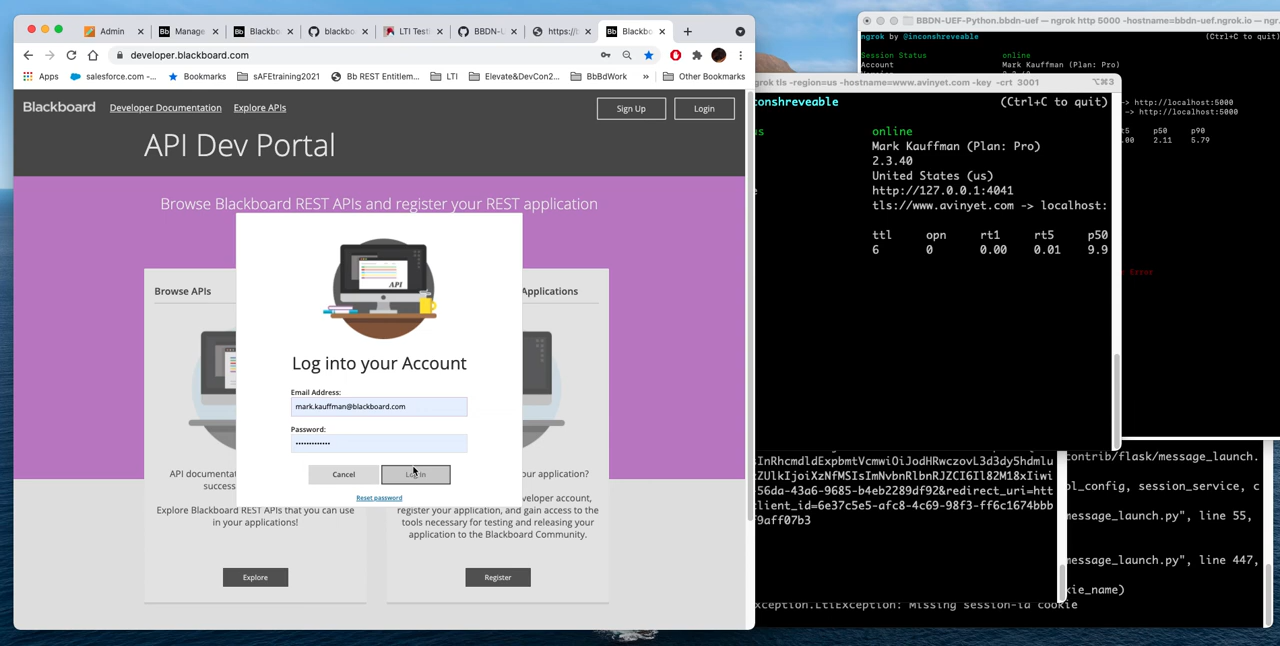 Admin
Manage
Blackbo
blackbo
LTI Testi
BBDN-L
https://l
Blackbo
developer.blackboard.com
Apps
salesforce.com -...
Bookmarks
sAFEtraining2021
Bb REST Entitlem...
LTI
Elevate&DevCon2...
BbBdWork
»
Other Bookmarks
Blackboard
Developer Documentation
Explore APIs
Sign Up
Login
API Dev Portal
Browse Blackboard REST APIs and register your REST application
Browse APIs
Applications
API
Log into your Account
Email Address:
mark.kauffman@blackboard.com
Password:
•••••••••••••
Cancel
Log In
Reset password
API documentat
success
Explore Blackboard REST APIs that you can use
in your applications!
Explore
your application?
eveloper account,
register your application, and gain access to the
tools necessary for testing and releasing your
application to the Blackboard Community.
Register
BBDN-UEF-Python.bbdn-uef — ngrok http 5000 -hostname=bbdn-uef.ngrok.io — ngr
ngrok by @inconshreveable
(Ctrl+C to quit)
Session Status
online
Account
Mark Kauffman (Plan: Pro)
-> http://localhost:5000
-> http://localhost:5000
t5 p50 p90
.00 2.11 5.79
Error
ngrok tls -region=us -hostname=www.avinyet.com -key -crt 3001
⌥⌘3
conshreveable
(Ctrl+C to quit)
us
online
Mark Kauffman (Plan: Pro)
2.3.40
United States (us)
http://127.0.0.1:4041
tls://www.avinyet.com -> localhost:
ttl opn rt1 rt5 p50
6 0 0.00 0.01 9.9
InRhcmdldExpbmtVcmwiOiJodHRwczovL3d3dy5hdmlu
56da-43a6-9685-b4eb2289df92&redirect_uri=htt
client_id=6e37c5e5-afc8-4c69-98f3-ff6c1674bbb
f9aff07b3
contrib/flask/message_launch.
ol_config, session_service, c
message_launch.py", line 55,
message_launch.py", line 447,
kie_name)
xception.LtiException: Missing session-id cookie